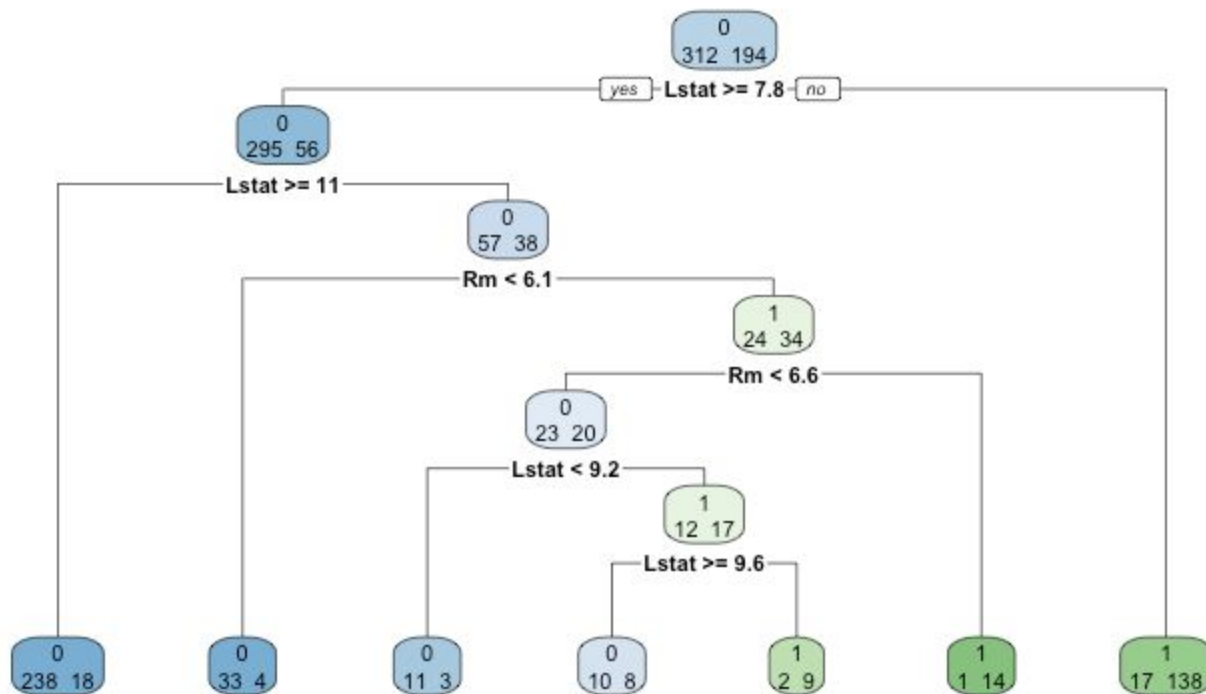 0
312 194
yes Lstat >= 7.8 no
0
295 56
Lstat >= 11
0
57 38
Rm < 6.1
1
24 34
Rm < 6.6
0
23 20
Lstat < 9.2
1
12 17
Lstat >= 9.6
0 0 0 0 1 1 1
238 18 33 4 11 3 10 8 2 9 1 14 17 138